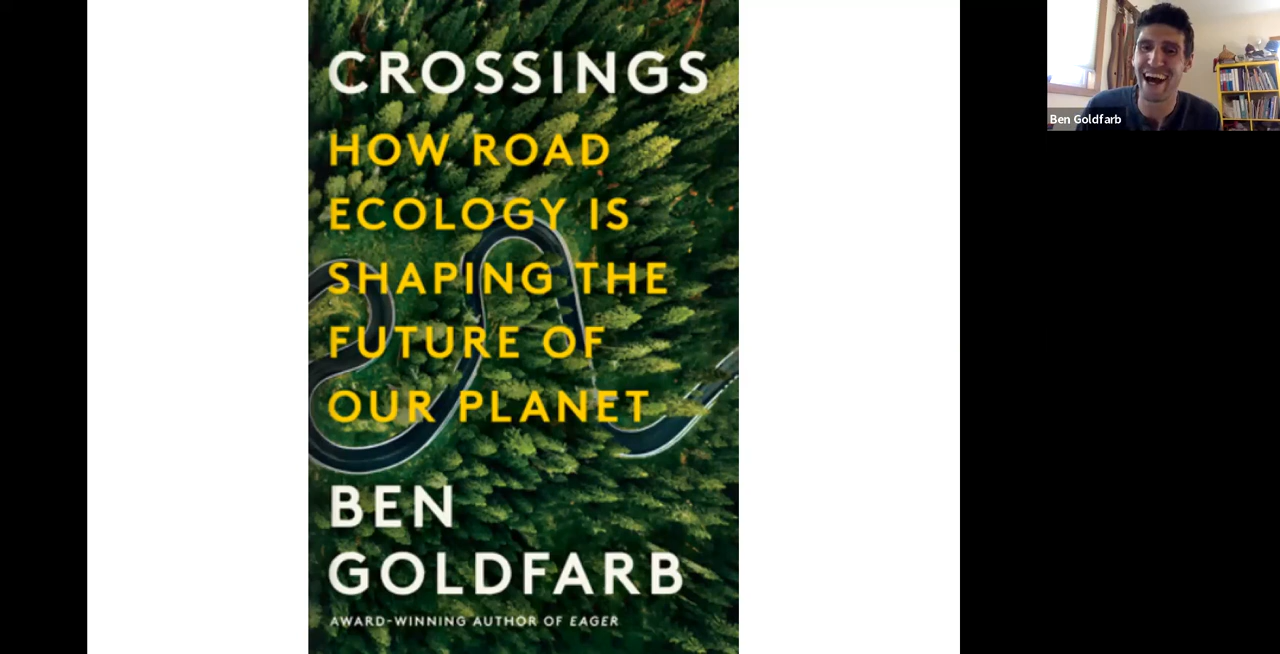 CROSSINGS
HOW ROAD
ECOLOGY IS
SHAPING THE
FUTURE OF
OUR PLANET
BEN
GOLDFARB
AWARD-WINNING AUTHOR OF EAGER
Ben Goldfarb